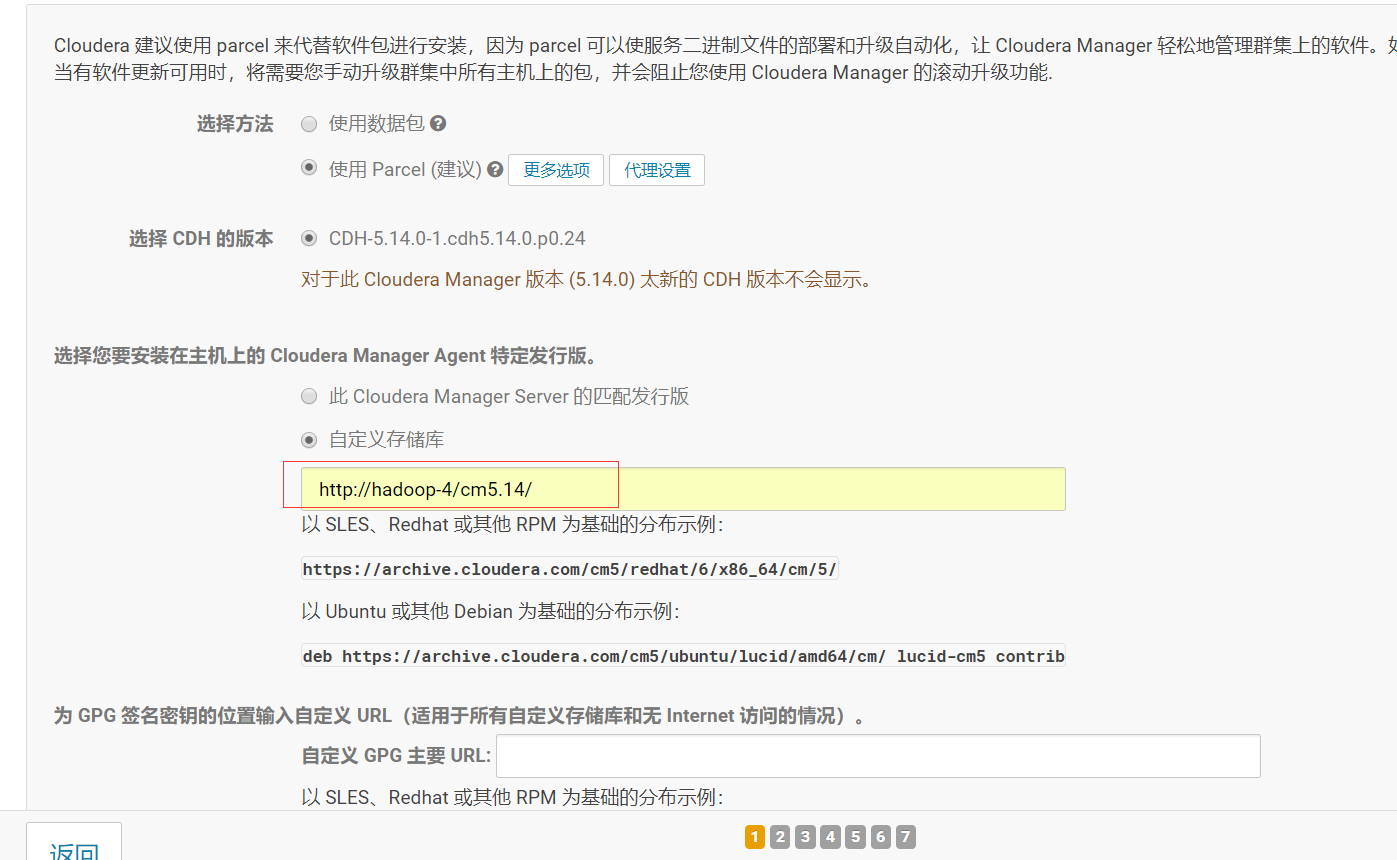 Cloudera 建议使用 parcel 来代替软件包进行安装，因为 parcel 可以使服务二进制文件的部署和升级自动化，让 Cloudera Manager 轻松地管理群集上的软件。
当有软件更新可用时，将需要您手动升级群集中所有主机上的包，并会阻止您使用 Cloudera Manager 的滚动升级功能.
选择方法 使用数据包 ?
使用 Parcel (建议) ? 更多选项 代理设置
选择 CDH 的版本 CDH-5.14.0-1.cdh5.14.0.p0.24
对于此 Cloudera Manager 版本 (5.14.0) 太新的 CDH 版本不会显示。
选择您要安装在主机上的 Cloudera Manager Agent 特定发行版。
此 Cloudera Manager Server 的匹配发行版
自定义存储库
http://hadoop-4/cm5.14/
以 SLES、Redhat 或其他 RPM 为基础的分布示例：
https://archive.cloudera.com/cm5/redhat/6/x86_64/cm/5/
以 Ubuntu 或其他 Debian 为基础的分布示例：
deb https://archive.cloudera.com/cm5/ubuntu/lucid/amd64/cm/ lucid-cm5 contrib
为 GPG 签名密钥的位置输入自定义 URL（适用于所有自定义存储库和无 Internet 访问的情况）。
自定义 GPG 主要 URL:
以 SLES、Redhat 或其他 RPM 为基础的分布示例：
返回 1 2 3 4 5 6 7